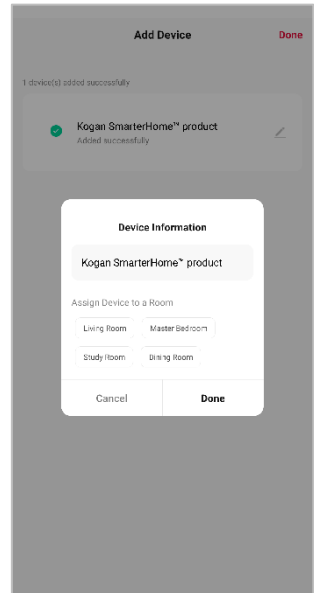 Add Device Done
1 device(s) added successfully
Kogan SmarterHome™ product
Added successfully
Device Information
Kogan SmarterHome™ product
Assign Device to a Room
Living Room Master Bedroom
Study Room Dining Room
Cancel Done